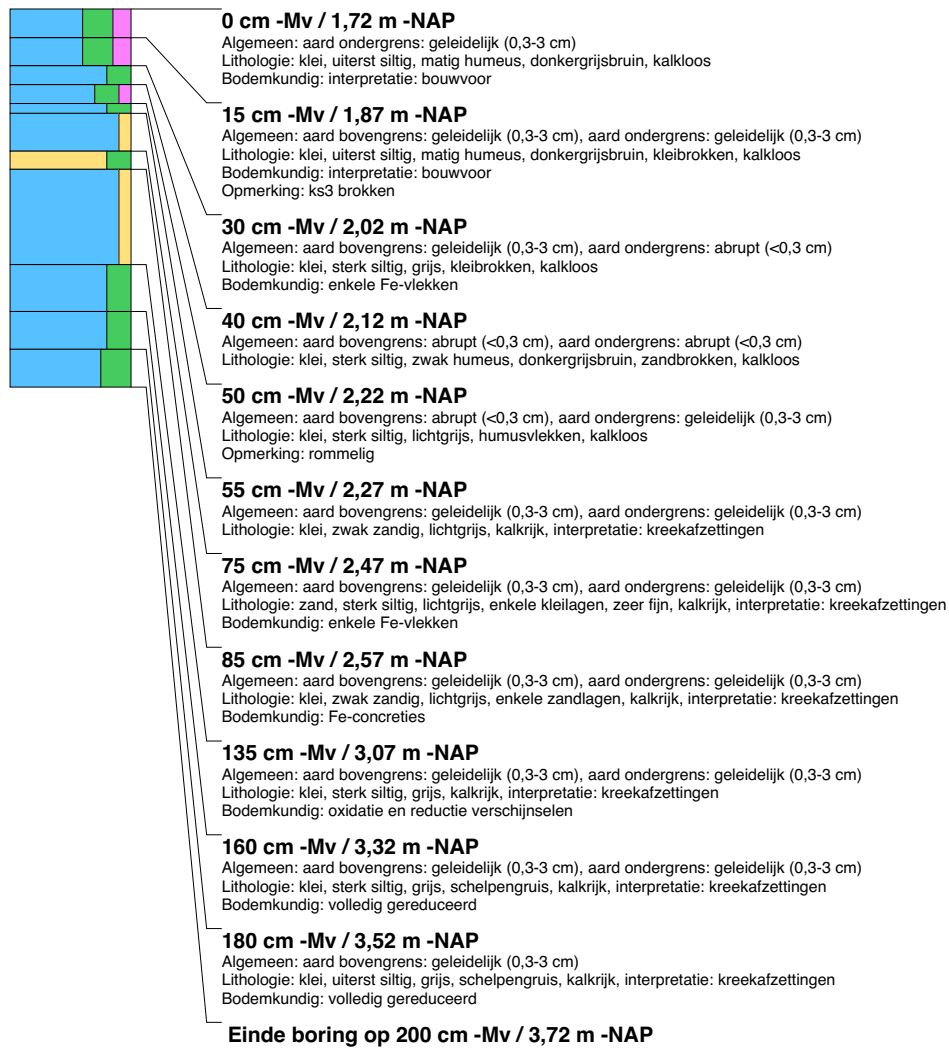 0 cm -Mv / 1,72 m -NAP
Algemeen: aard ondergrens: geleidelijk (0,3-3 cm)
Lithologie: klei, uiterst siltig, matig humeus, donkergrijsbruin, kalkloos
Bodemkundig: interpretatie: bouwvoor
15 cm -Mv / 1,87 m -NAP
Algemeen: aard bovengrens: geleidelijk (0,3-3 cm), aard ondergrens: geleidelijk (0,3-3 cm)
Lithologie: klei, uiterst siltig, matig humeus, donkergrijsbruin, kleibrokken, kalkloos
Bodemkundig: interpretatie: bouwvoor
Opmerking: ks3 brokken
30 cm -Mv / 2,02 m -NAP
Algemeen: aard bovengrens: geleidelijk (0,3-3 cm), aard ondergrens: abrupt (<0,3 cm)
Lithologie: klei, sterk siltig, grijs, kleibrokken, kalkloos
Bodemkundig: enkele Fe-vlekken
40 cm -Mv / 2,12 m -NAP
Algemeen: aard bovengrens: abrupt (<0,3 cm), aard ondergrens: abrupt (<0,3 cm)
Lithologie: klei, sterk siltig, zwak humeus, donkergrijsbruin, zandbrokken, kalkloos
50 cm -Mv / 2,22 m -NAP
Algemeen: aard bovengrens: abrupt (<0,3 cm), aard ondergrens: geleidelijk (0,3-3 cm)
Lithologie: klei, sterk siltig, lichtgrijs, humusvlekken, kalkloos
Opmerking: rommelig
55 cm -Mv / 2,27 m -NAP
Algemeen: aard bovengrens: geleidelijk (0,3-3 cm), aard ondergrens: geleidelijk (0,3-3 cm)
Lithologie: klei, zwak zandig, lichtgrijs, kalkrijk, interpretatie: kreekafzettingen
75 cm -Mv / 2,47 m -NAP
Algemeen: aard bovengrens: geleidelijk (0,3-3 cm), aard ondergrens: geleidelijk (0,3-3 cm)
Lithologie: zand, sterk siltig, lichtgrijs, enkele kleilagen, zeer fijn, kalkrijk, interpretatie: kreekafzettingen
Bodemkundig: enkele Fe-vlekken
85 cm -Mv / 2,57 m -NAP
Algemeen: aard bovengrens: geleidelijk (0,3-3 cm), aard ondergrens: geleidelijk (0,3-3 cm)
Lithologie: klei, zwak zandig, lichtgrijs, enkele zandlagen, kalkrijk, interpretatie: kreekafzettingen
Bodemkundig: Fe-concreties
135 cm -Mv / 3,07 m -NAP
Algemeen: aard bovengrens: geleidelijk (0,3-3 cm), aard ondergrens: geleidelijk (0,3-3 cm)
Lithologie: klei, sterk siltig, grijs, kalkrijk, interpretatie: kreekafzettingen
Bodemkundig: oxidatie en reductie verschijnselen
160 cm -Mv / 3,32 m -NAP
Algemeen: aard bovengrens: geleidelijk (0,3-3 cm), aard ondergrens: geleidelijk (0,3-3 cm)
Lithologie: klei, sterk siltig, grijs, schelpengruis, kalkrijk, interpretatie: kreekafzettingen
Bodemkundig: volledig gereduceerd
180 cm -Mv / 3,52 m -NAP
Algemeen: aard bovengrens: geleidelijk (0,3-3 cm)
Lithologie: klei, uiterst siltig, grijs, schelpengruis, kalkrijk, interpretatie: kreekafzettingen
Bodemkundig: volledig gereduceerd
Einde boring op 200 cm -Mv / 3,72 m -NAP